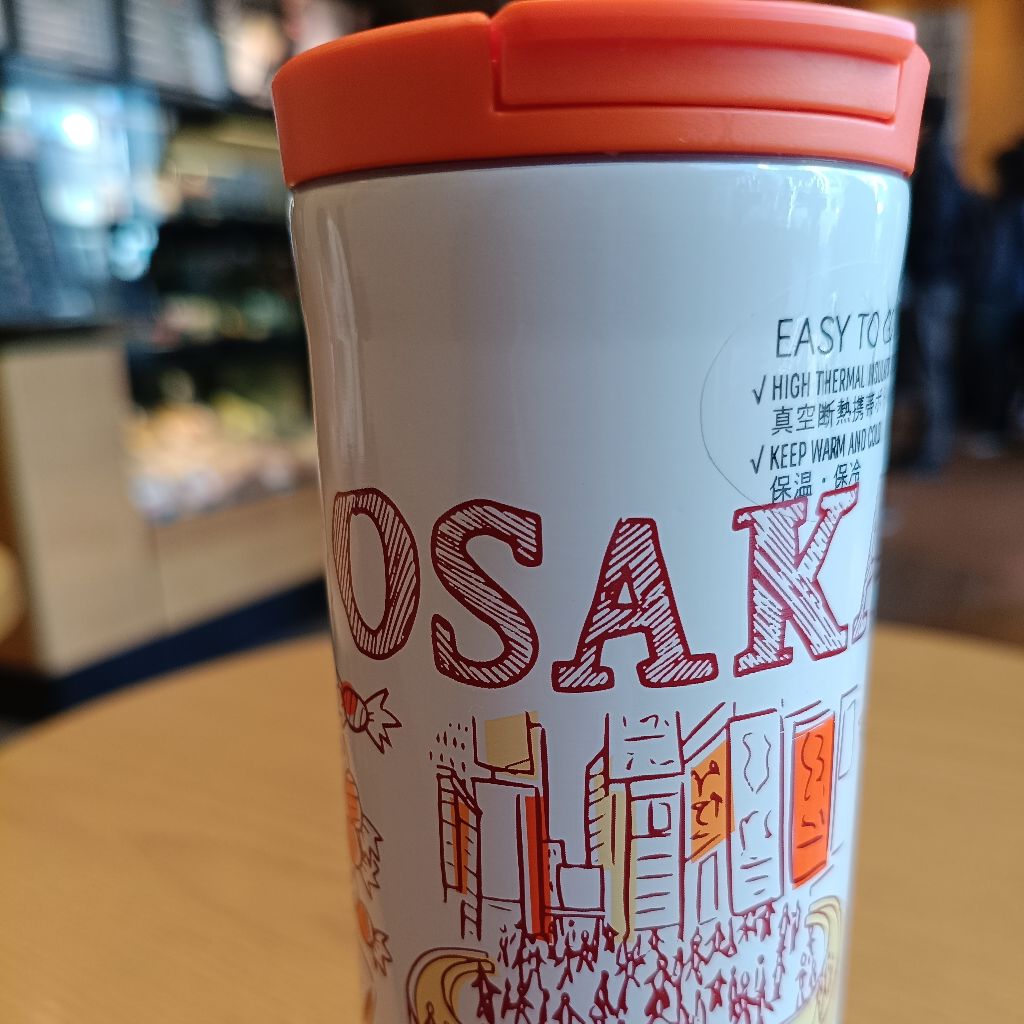 EASY TO
√ HIGH THERMAL
真空断熱携帯
√ KEEP WARM AND COLD
保温・保冷
OSAKA